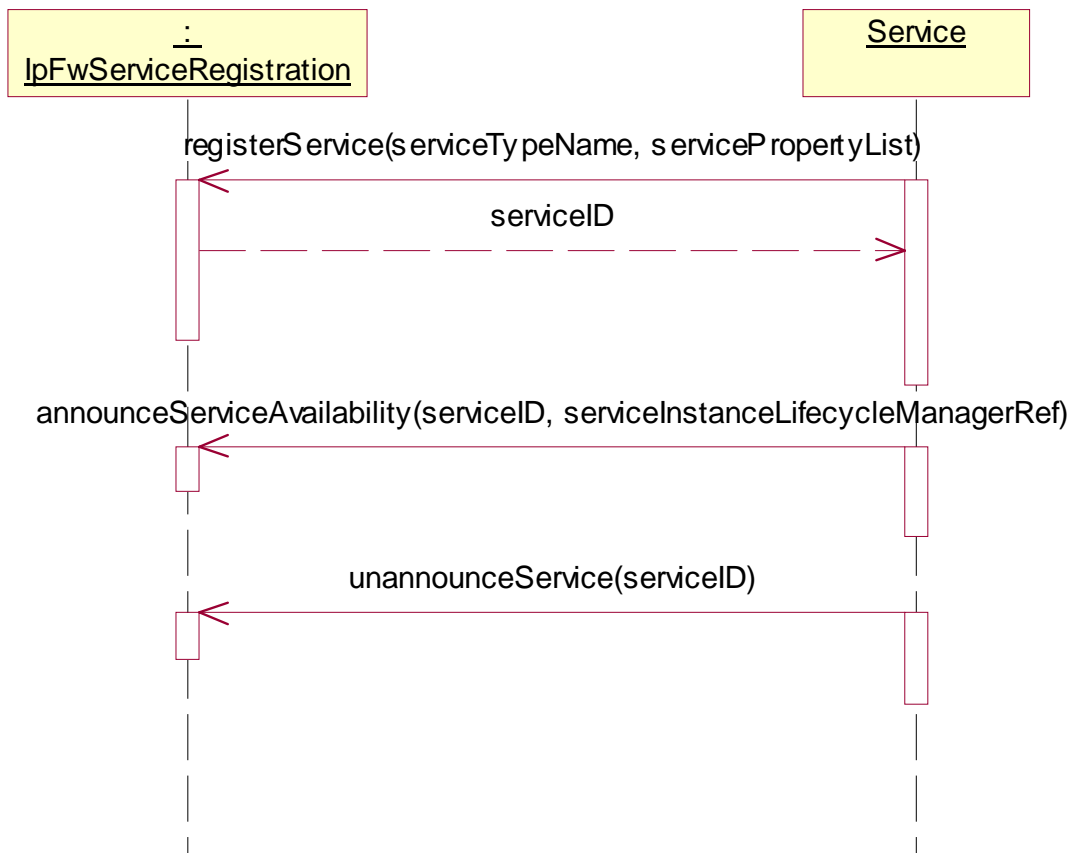 :
IpFwServiceRegistration
Service
registerService(serviceTypeName, servicePropertyList)
serviceID
announceServiceAvailability(serviceID, serviceInstanceLifecycleManagerRef)
unannounceService(serviceID)